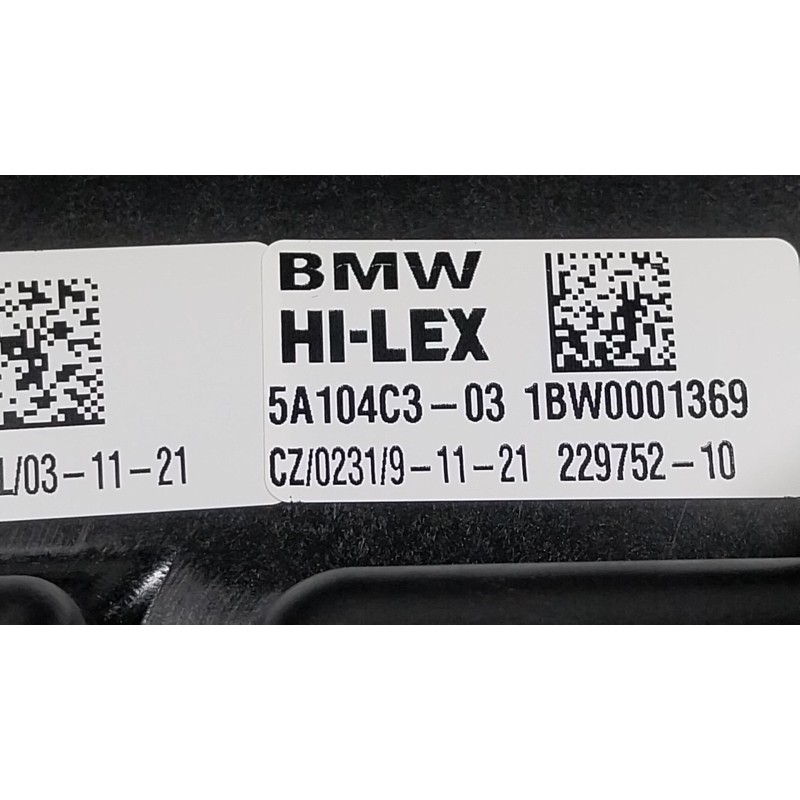 BMW
HI-LEX
5A104C3-03 1BW0001369
CZ/0231/9-11-21 229752-10
L/03-11-21